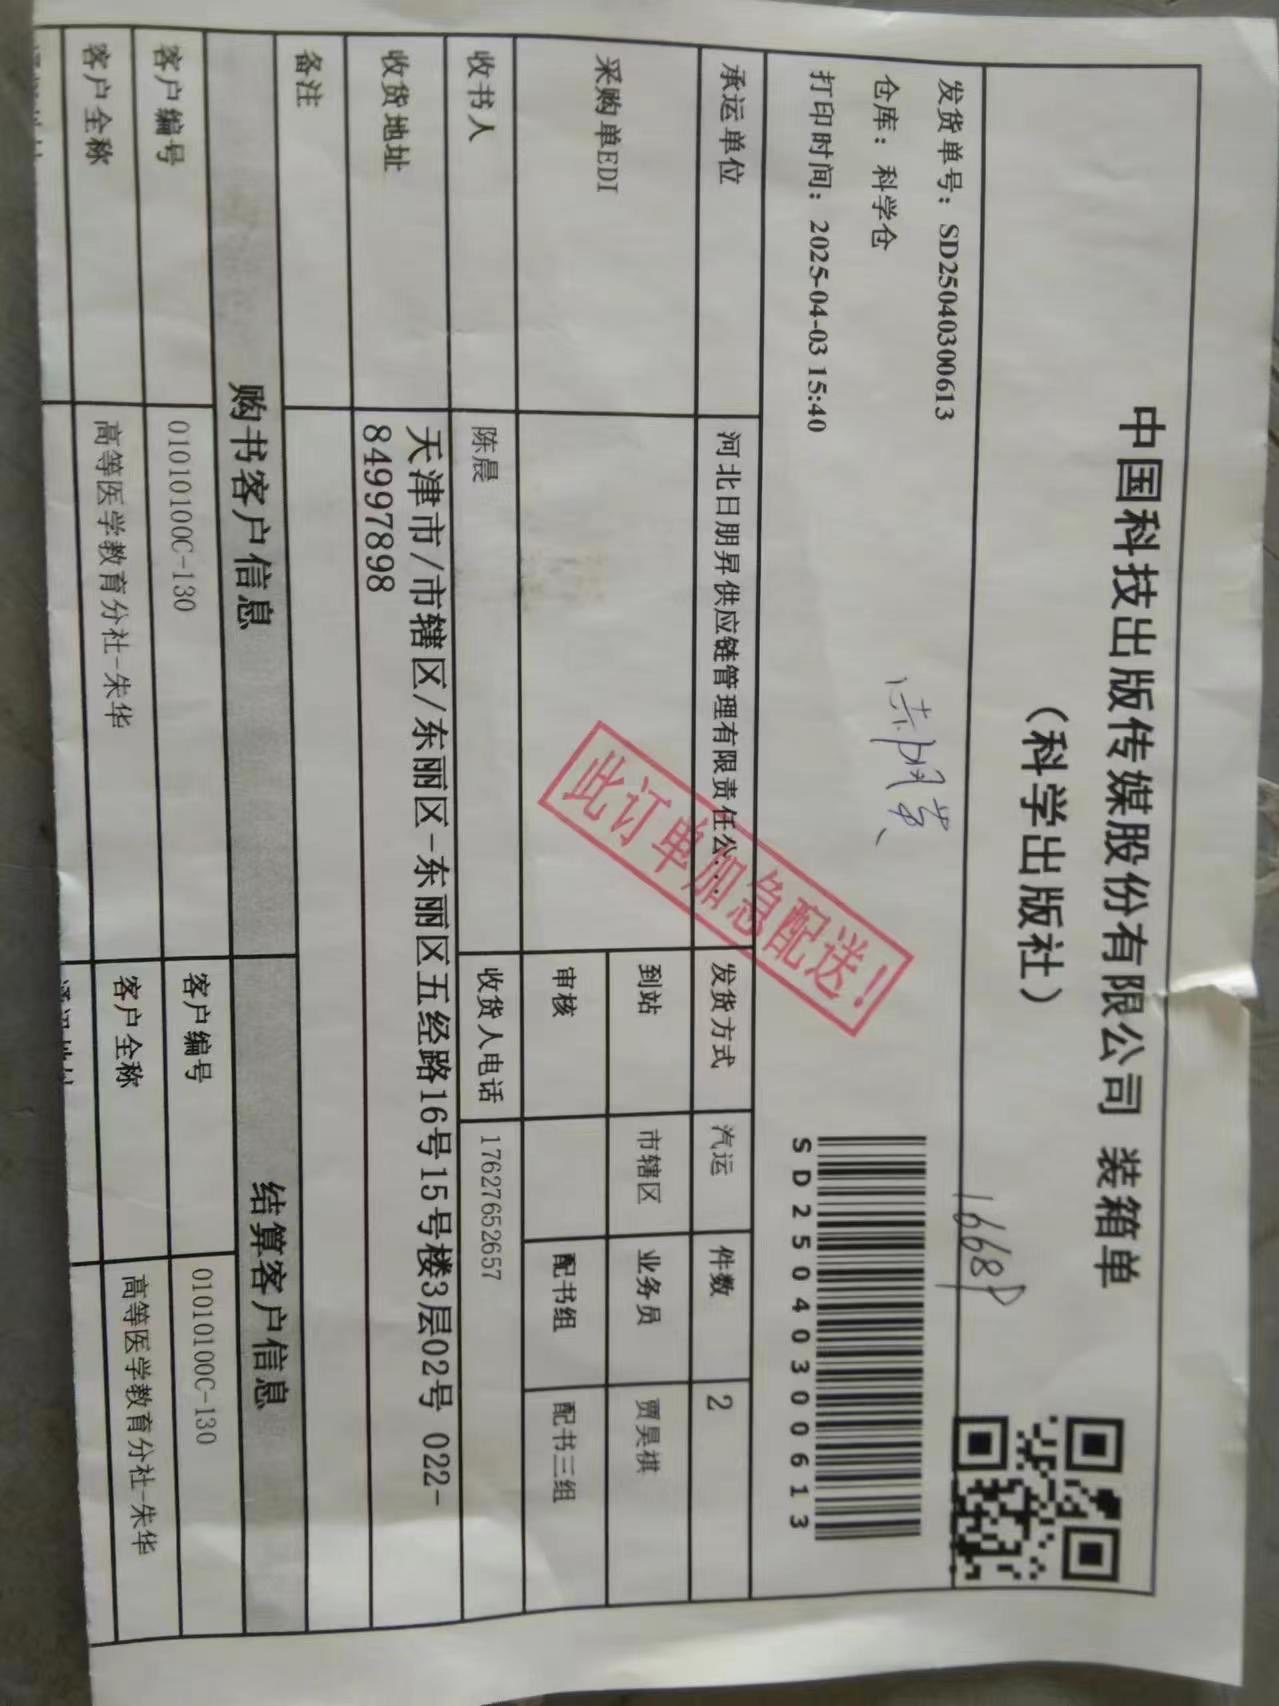 中国科技出版传媒股份有限公司 装箱单
（科学出版社）
1668P
发货单号：SD250403000613
仓库：科学仓
打印时间：2025-04-03 15:40
SD250403000613
承运单位 河北日朋昇供应链管理有限责任公... 发货方式 汽运 件数 2
此订单加急配送！
采购单EDI 到站 市辖区 业务员 贾昊祺
审核 配书组 配书三组
收书人 陈晨 收货人电话 17627652657
收货地址 天津市/市辖区/东丽区-东丽区五经路16号15号楼3层02号 022-
84997898
备注
购书客户信息 结算客户信息
客户编号 0101000C-130 客户编号 0101000C-130
客户全称 高等医学教育分社-朱华 客户全称 高等医学教育分社-朱华